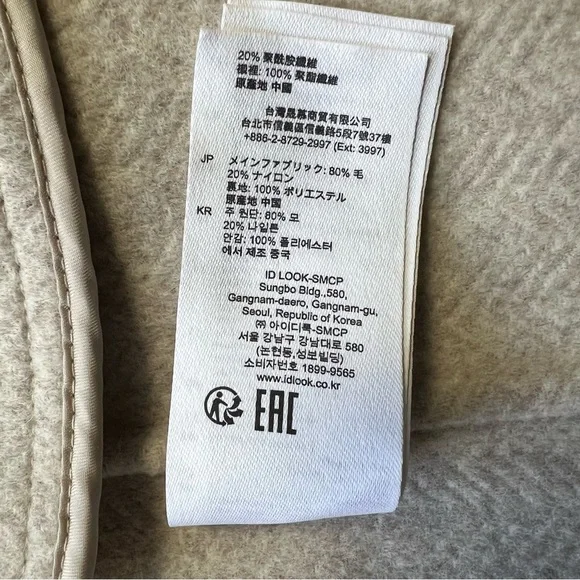 20% 聚酰胺纖維
襯裡: 100% 聚酯纖維
原產地 中國
台灣晟慕商貿有限公司
台北市信義區信義路5段7號37樓
+886-2-8729-2997 (Ext: 3997)
JP メインファブリック: 80% 毛
20% ナイロン
裏地: 100% ポリエステル
原産地 中国
KR 주 원단: 80% 모
20% 나일론
안감: 100% 폴리에스터
에서 제조 중국
ID LOOK-SMCP
Sungbo Bldg.,580,
Gangnam-daero, Gangnam-gu,
Seoul, Republic of Korea
㈜ 아이디룩-SMCP
서울 강남구 강남대로 580
(논현동,성보빌딩)
소비자번호 1899-9565
www.idlook.co.kr
EAC